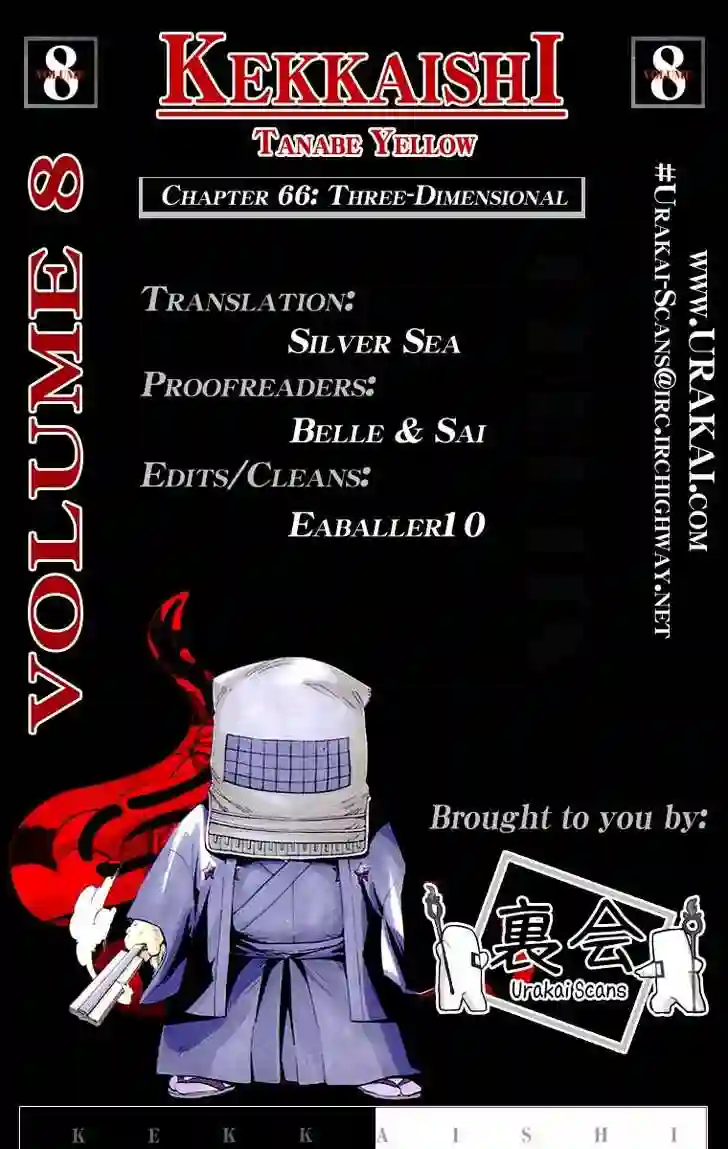 VOLUME
8
KEKKAISHI
VOLUME
8
TANABE YELLOW
CHAPTER 66: THREE-DIMENSIONAL
VOLUME 8
TRANSLATION:
SILVER SEA
PROOFREADERS:
BELLE & SAI
EDITS/CLEANS:
EABALLER10
WWW.URAKAI.COM
#URAKAI-SCANS@IRC.IRCHIGHWAY.NET
Brought to you by:
裏会
Urakai Scans
KEKKAISHI